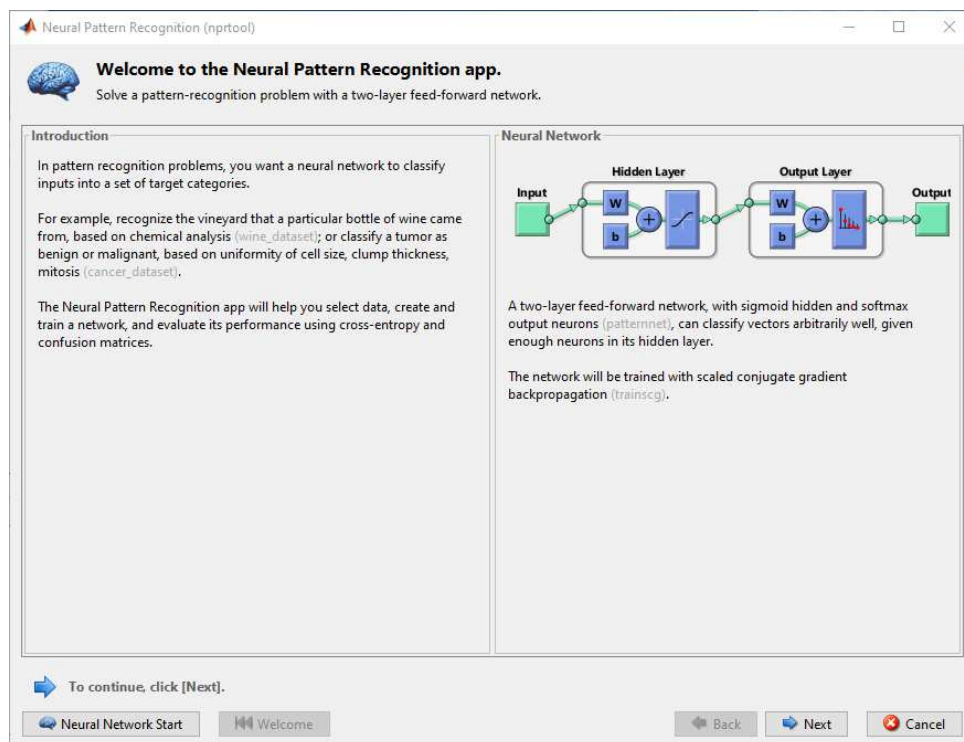 Neural Pattern Recognition (nprtool)
Welcome to the Neural Pattern Recognition app.
Solve a pattern-recognition problem with a two-layer feed-forward network.
Introduction
In pattern recognition problems, you want a neural network to classify
inputs into a set of target categories.
For example, recognize the vineyard that a particular bottle of wine came
from, based on chemical analysis (wine_dataset); or classify a tumor as
benign or malignant, based on uniformity of cell size, clump thickness,
mitosis (cancer_dataset).
The Neural Pattern Recognition app will help you select data, create and
train a network, and evaluate its performance using cross-entropy and
confusion matrices.
Neural Network
Hidden Layer
Output Layer
Input
Output
W
b
W
b
A two-layer feed-forward network, with sigmoid hidden and softmax
output neurons (patternnet), can classify vectors arbitrarily well, given
enough neurons in its hidden layer.
The network will be trained with scaled conjugate gradient
backpropagation (trainscg).
To continue, click [Next].
Neural Network Start
Welcome
Back
Next
Cancel